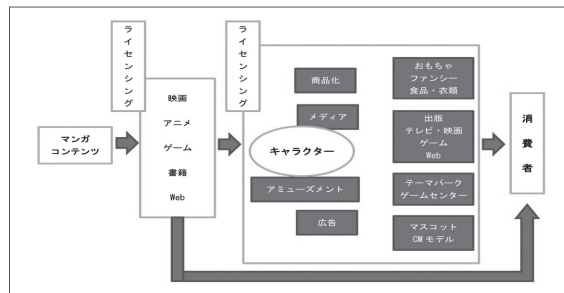 ライセンシング
ライセンシング
マンガ
コンテンツ
映画
アニメ
ゲーム
書籍
Web
キャラクター
商品化
メディア
アミューズメント
広告
おもちゃ
ファンシー
食品・衣類
出版
テレビ・映画
ゲーム
Web
テーマパーク
ゲームセンター
マスコット
CMモデル
消費者